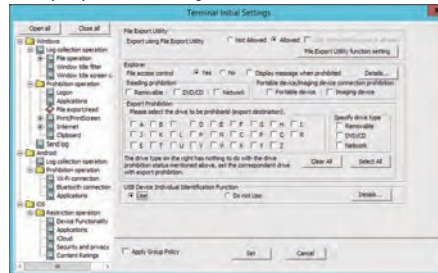 Terminal Initial Settings
Open all
Close all
Windows
Log collection operation
File operation
Window title filter
Window title screen c
Prohibition operation
Logon
Applications
File export/read
Print/PrintScreen
Internet
Clipboard
Send log
Android
Log collection operation
Prohibition operation
Wi-Fi connection
Bluetooth connection
Applications
iOS
Restriction operation
Device Functionality
Applications
iCloud
Security and privacy
Content Ratings
File Export Utility
Export using File Export Utility
Not Allowed
Allowed
File Export Utility function setting
Explorer
File access control
Yes
No
Display message when prohibited
Details...
Reading prohibition
Portable device/Imaging device connection prohibition
Removable
DVD/CD
Network
Portable device
Imaging device
Export Prohibition
Please select the drive to be prohibited (export destination).
Specify drive type
A B C D E F G H I
Removable
J K L M N O P Q R
DVD/CD
S T U V W X Y Z
Network
The drive type on the right has nothing to do with the drive
prohibition status mentioned above, set the correspondent drive
with export prohibition.
Clear All
Select All
USB Device Individual Identification Function
Use
Do not Use
Details...
Apply Group Policy
Set
Cancel